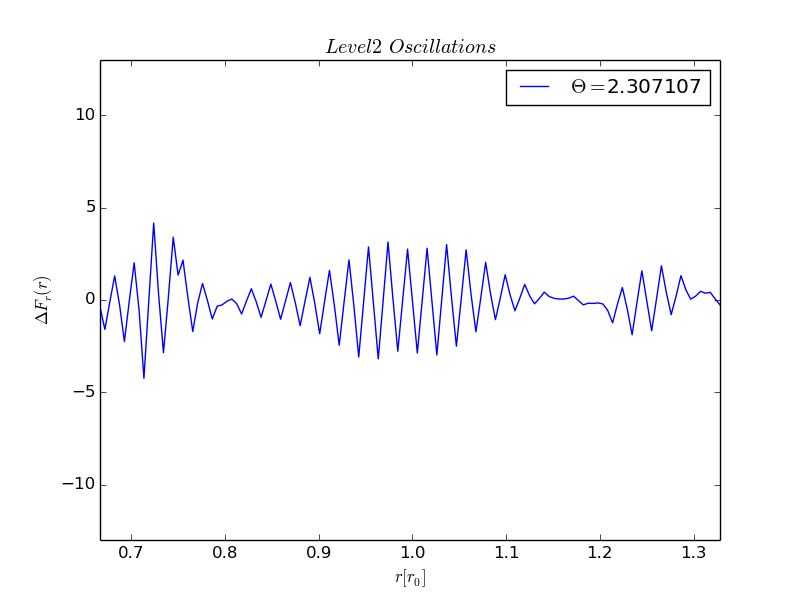 Level2 Oscillations
Θ=2.307107
10
5
0
−5
−10
ΔF_r(r)
0.7 0.8 0.9 1.0 1.1 1.2 1.3
r[r_0]